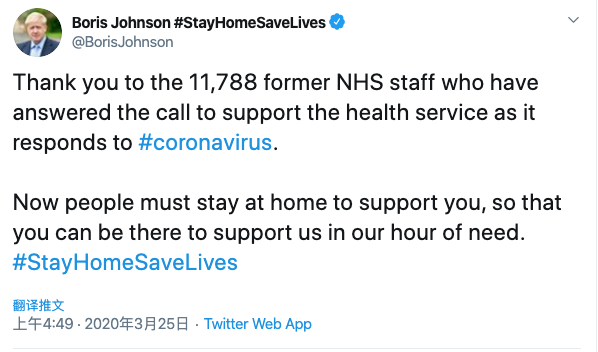 Boris Johnson #StayHomeSaveLives
@BorisJohnson
Thank you to the 11,788 former NHS staff who have
answered the call to support the health service as it
responds to #coronavirus.
Now people must stay at home to support you, so that
you can be there to support us in our hour of need.
#StayHomeSaveLives
翻译推文
上午4:49 · 2020年3月25日 · Twitter Web App